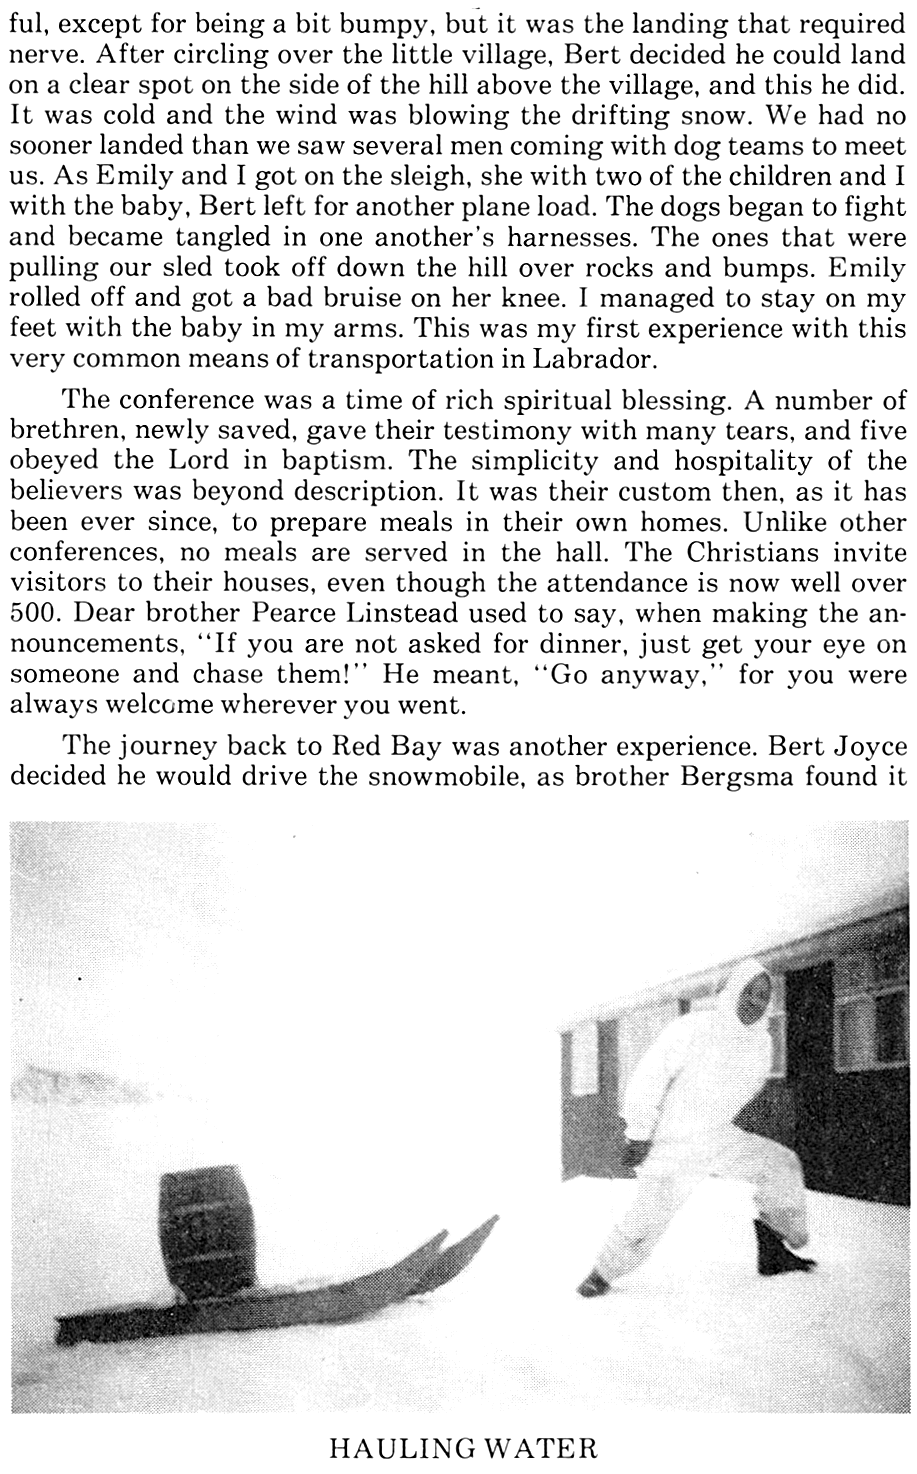 ful, except for being a bit bumpy, but it was the landing that required
nerve. After circling over the little village, Bert decided he could land
on a clear spot on the side of the hill above the village, and this he did.
It was cold and the wind was blowing the drifting snow. We had no
sooner landed than we saw several men coming with dog teams to meet
us. As Emily and I got on the sleigh, she with two of the children and I
with the baby, Bert left for another plane load. The dogs began to fight
and became tangled in one another's harnesses. The ones that were
pulling our sled took off down the hill over rocks and bumps. Emily
rolled off and got a bad bruise on her knee. I managed to stay on my
feet with the baby in my arms. This was my first experience with this
very common means of transportation in Labrador.
The conference was a time of rich spiritual blessing. A number of
brethren, newly saved, gave their testimony with many tears, and five
obeyed the Lord in baptism. The simplicity and hospitality of the
believers was beyond description. It was their custom then, as it has
been ever since, to prepare meals in their own homes. Unlike other
conferences, no meals are served in the hall. The Christians invite
visitors to their houses, even though the attendance is now well over
500. Dear brother Pearce Linstead used to say, when making the an-
nouncements, "If you are not asked for dinner, just get your eye on
someone and chase them!" He meant, "Go anyway," for you were
always welcome wherever you went.
The journey back to Red Bay was another experience. Bert Joyce
decided he would drive the snowmobile, as brother Bergsma found it
HAULING WATER